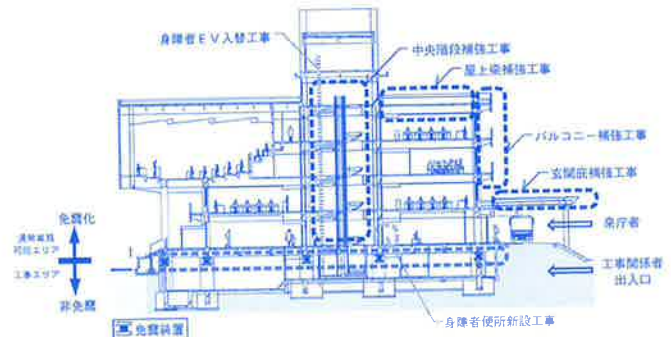 身障者ＥＶ入替工事
中央階段補強工事
屋上梁補強工事
バルコニー補強工事
玄関庇補強工事
免震化
通常業務
可能エリア
工事エリア
非免震
来庁者
工事関係者
出入口
身障者便所新設工事
免震装置